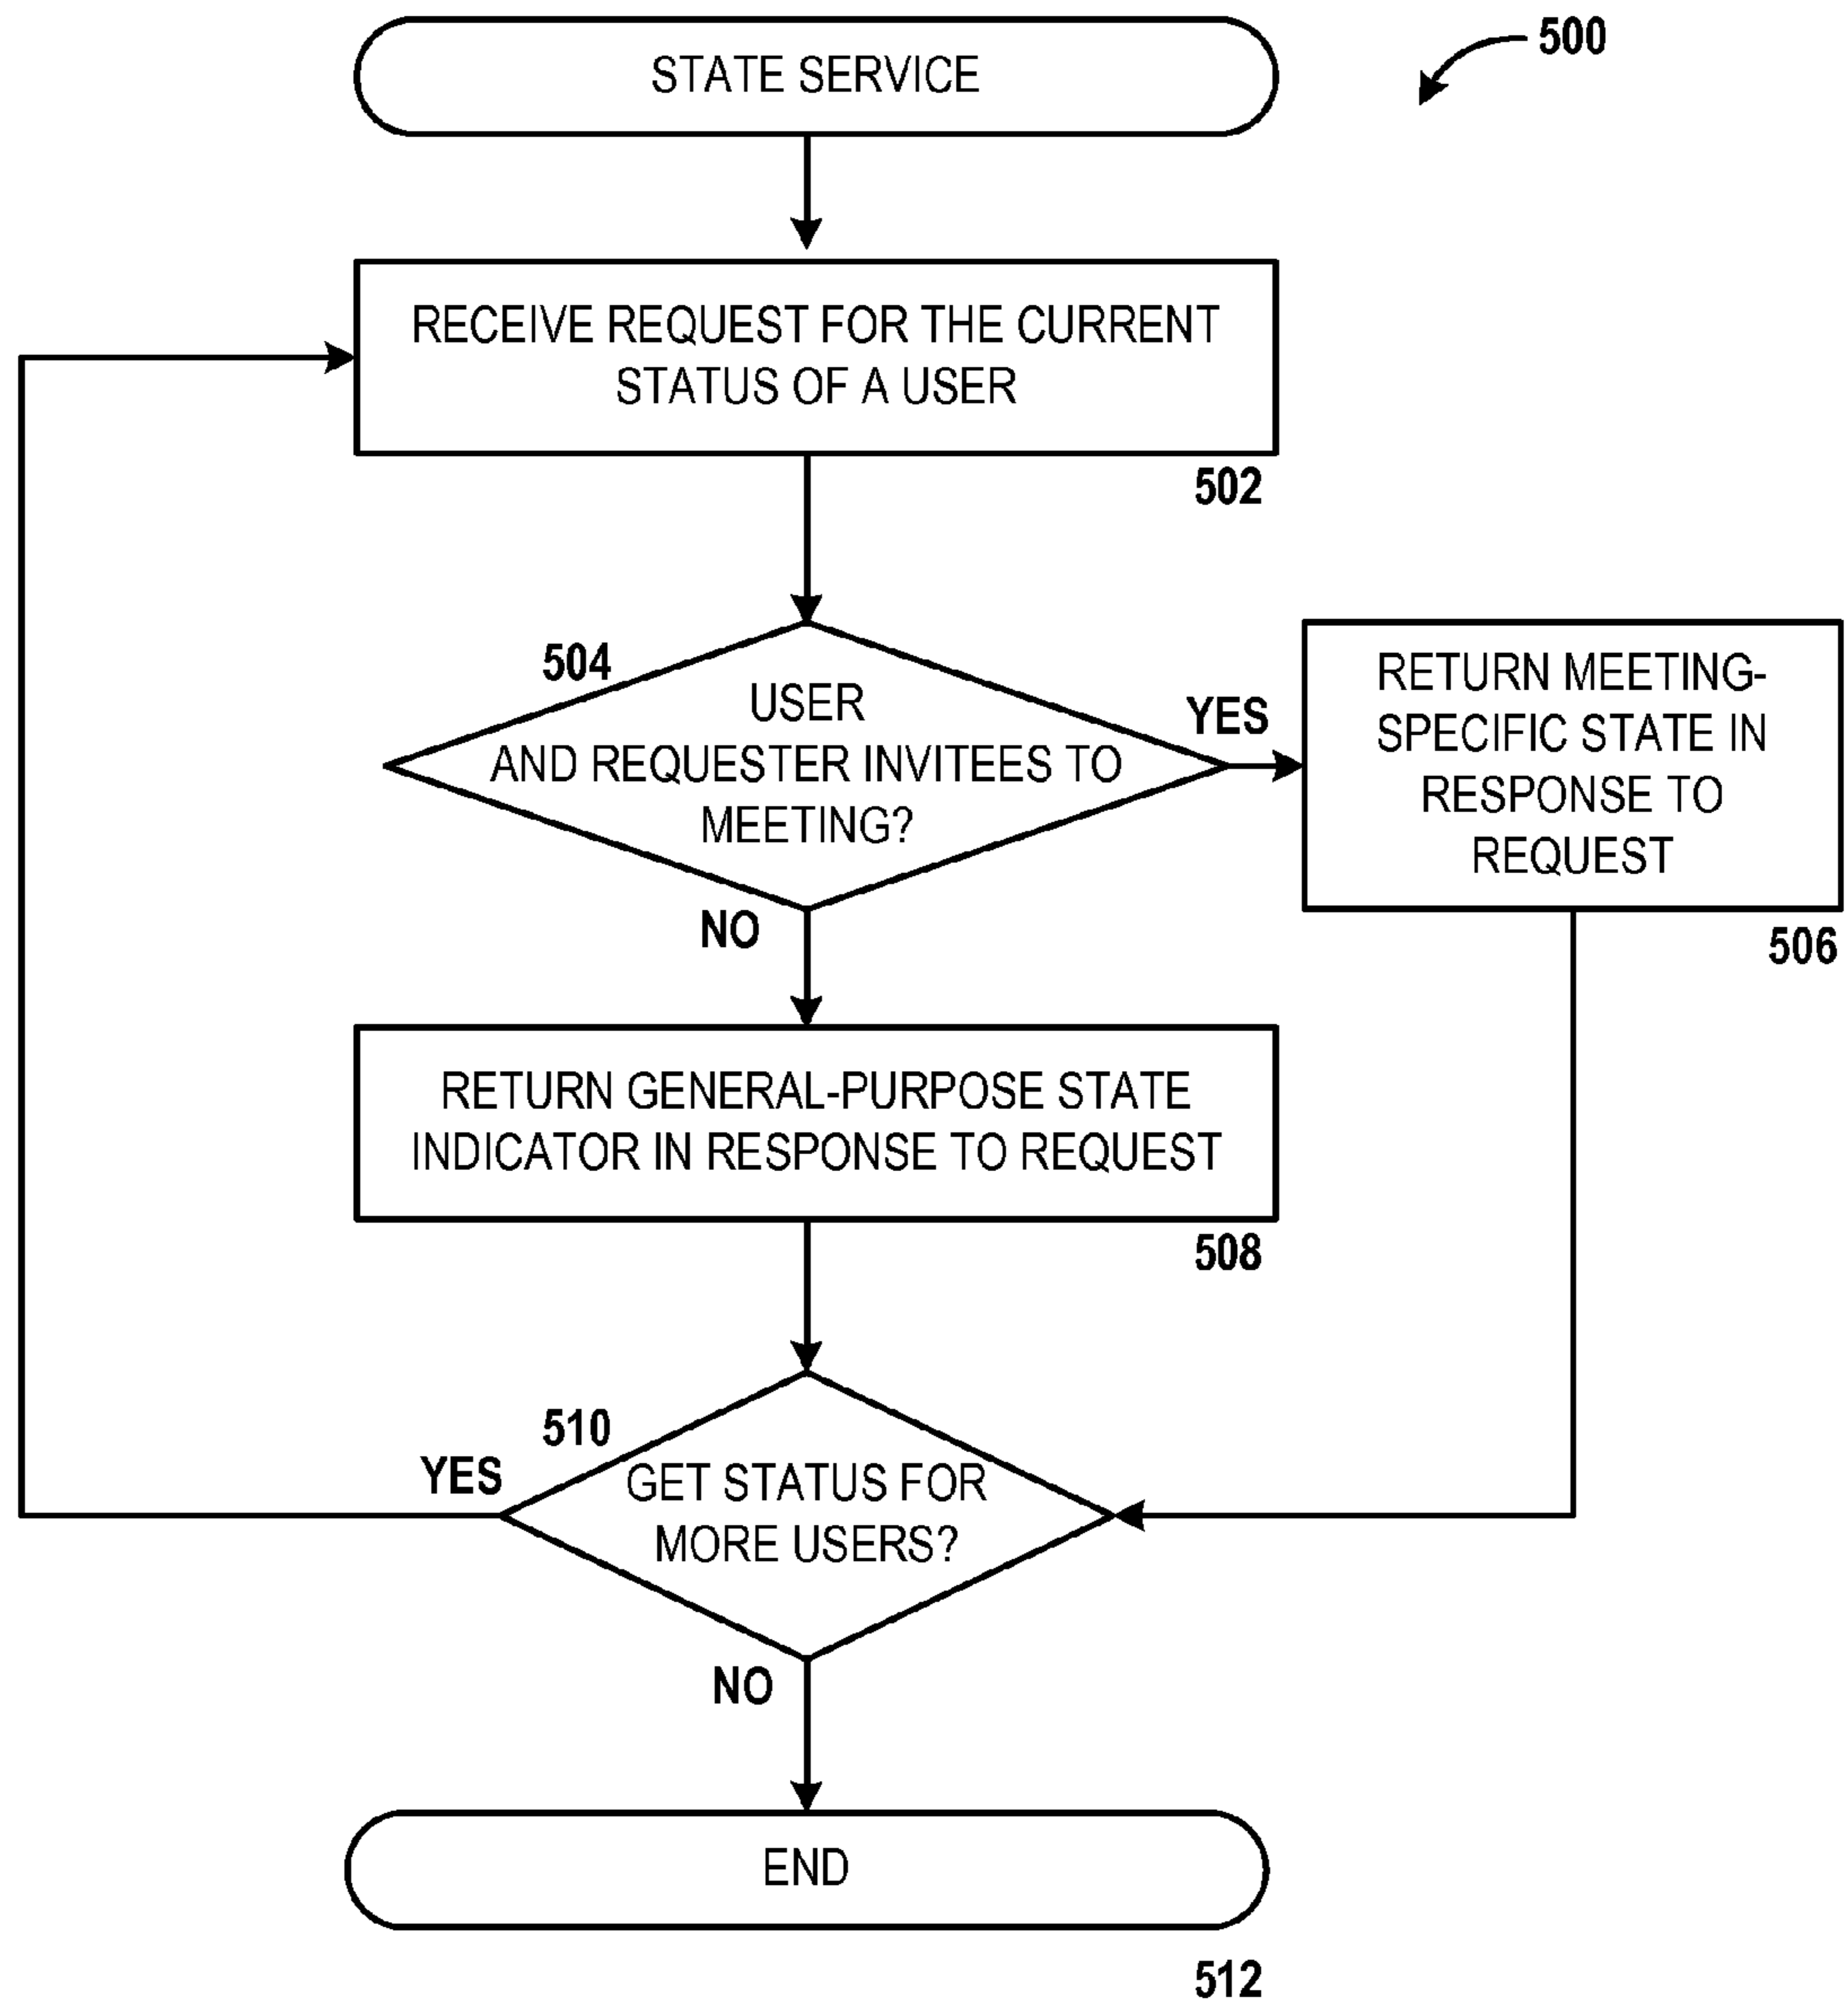 500
STATE SERVICE
RECEIVE REQUEST FOR THE CURRENT
STATUS OF A USER
502
504
USER
AND REQUESTER INVITEES TO
MEETING?
YES
RETURN MEETING-
SPECIFIC STATE IN
RESPONSE TO
REQUEST
506
NO
RETURN GENERAL-PURPOSE STATE
INDICATOR IN RESPONSE TO REQUEST
508
510
YES
GET STATUS FOR
MORE USERS?
NO
END
512